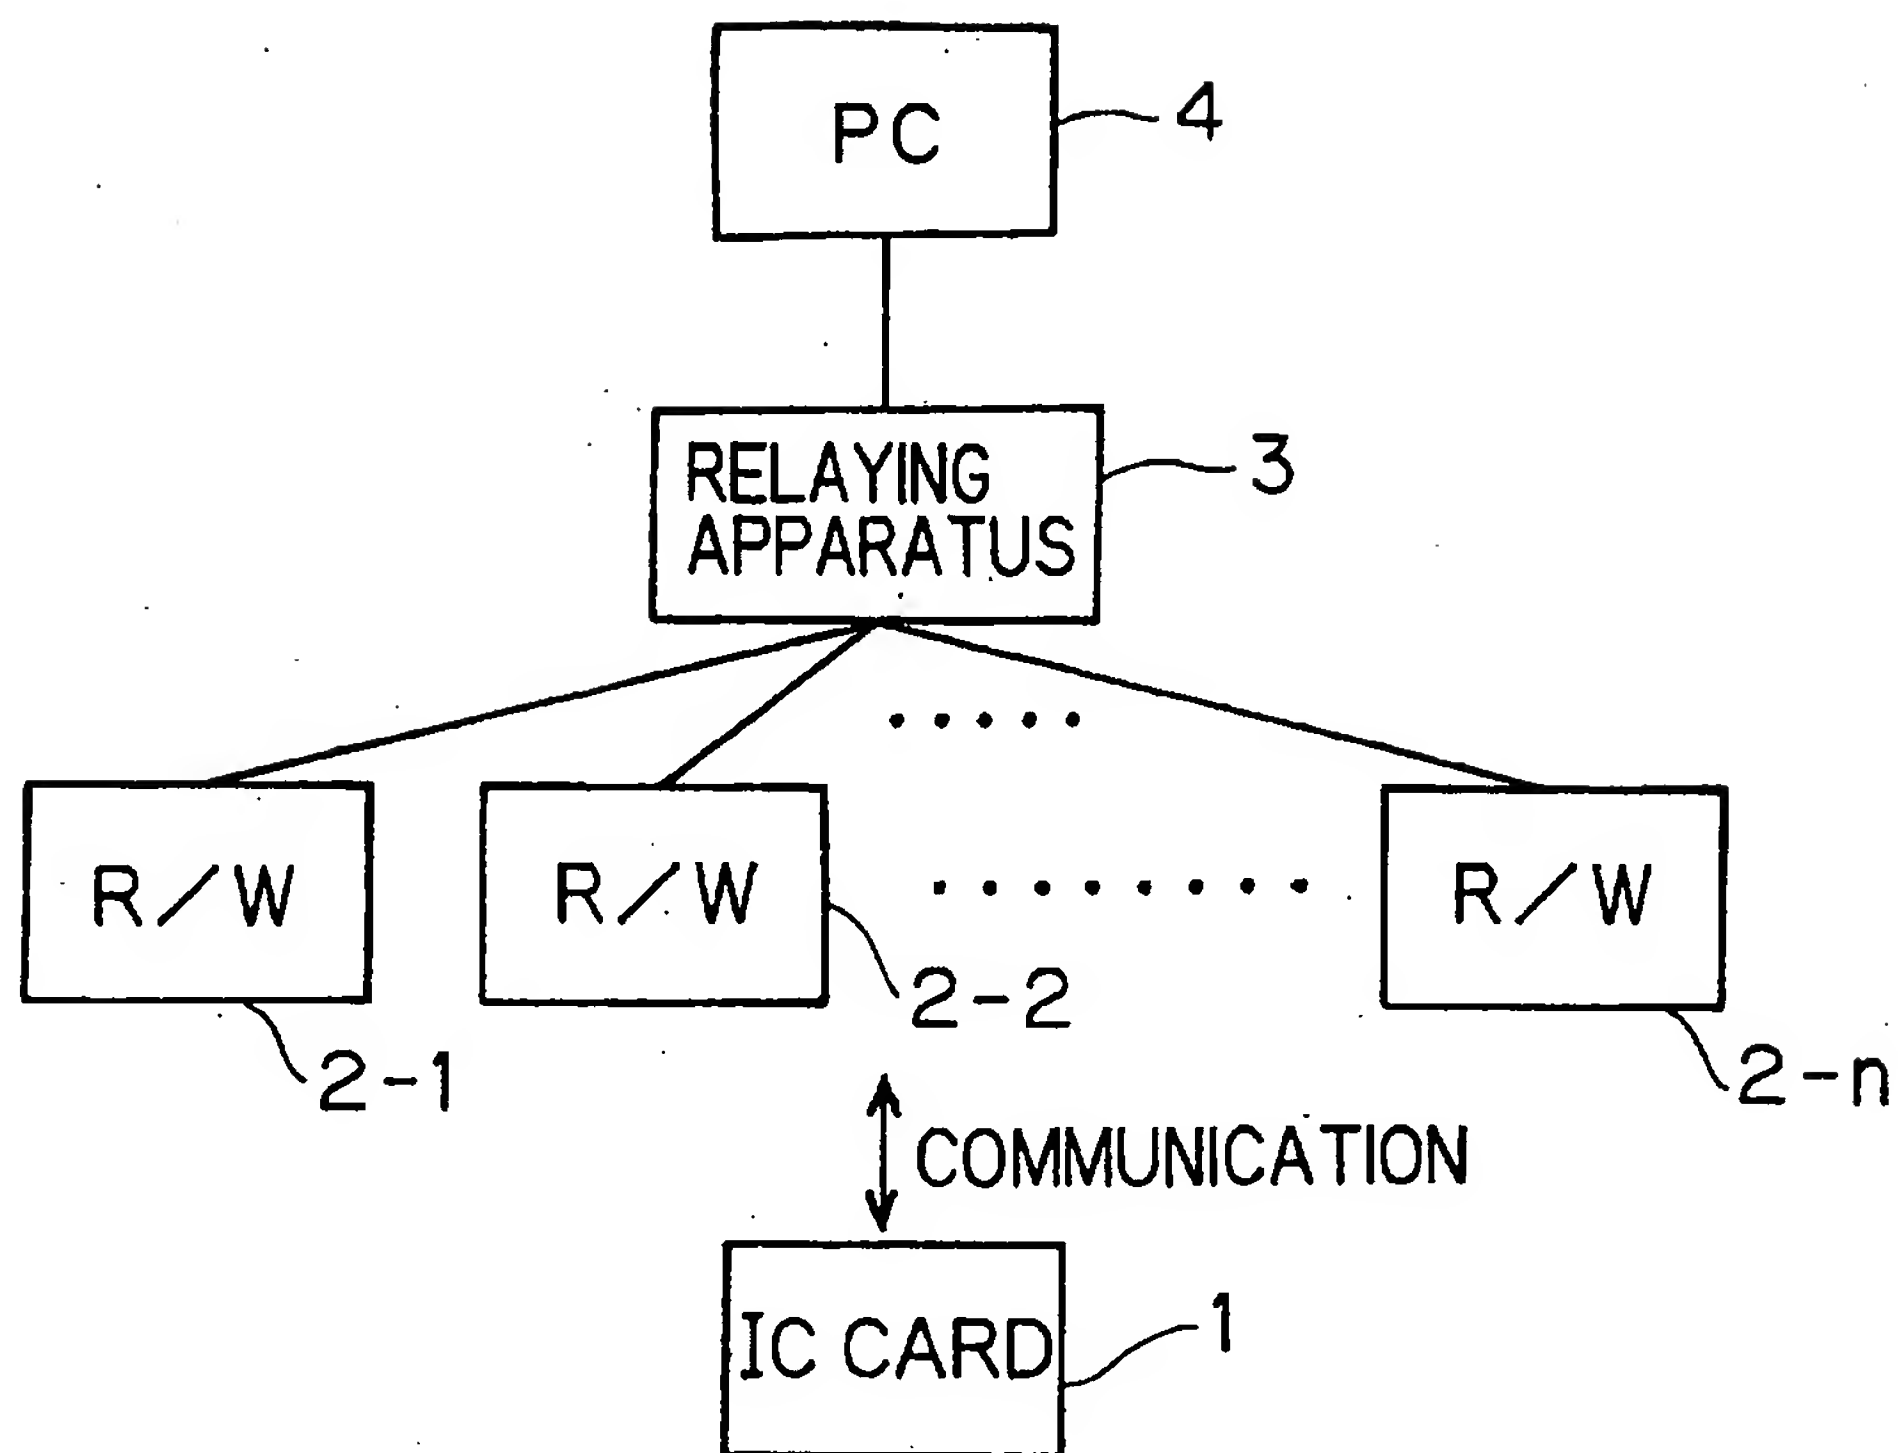 PC
4
RELAYING
APPARATUS
3
R/W
R/W
R/W
2-1
2-2
2-n
COMMUNICATION
IC CARD
1